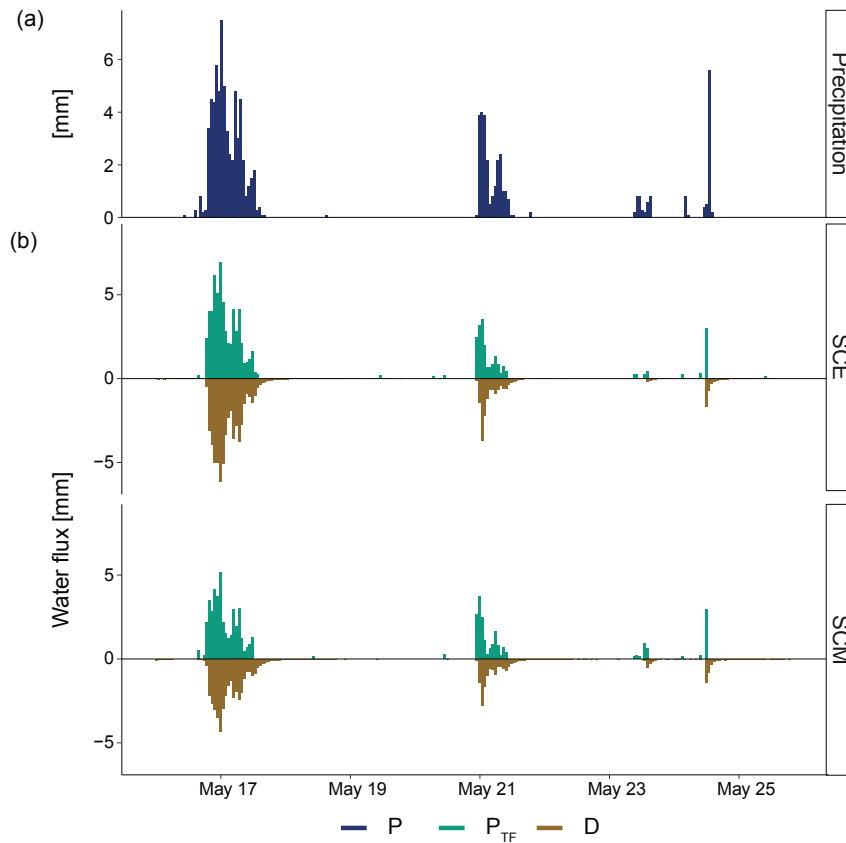 (a)
[mm]
6
4
2
0
Precipitation
(b)
Water flux [mm]
5
0
−5
SCE
5
0
−5
SCM
May 17 May 19 May 21 May 23 May 25
P P_TF D